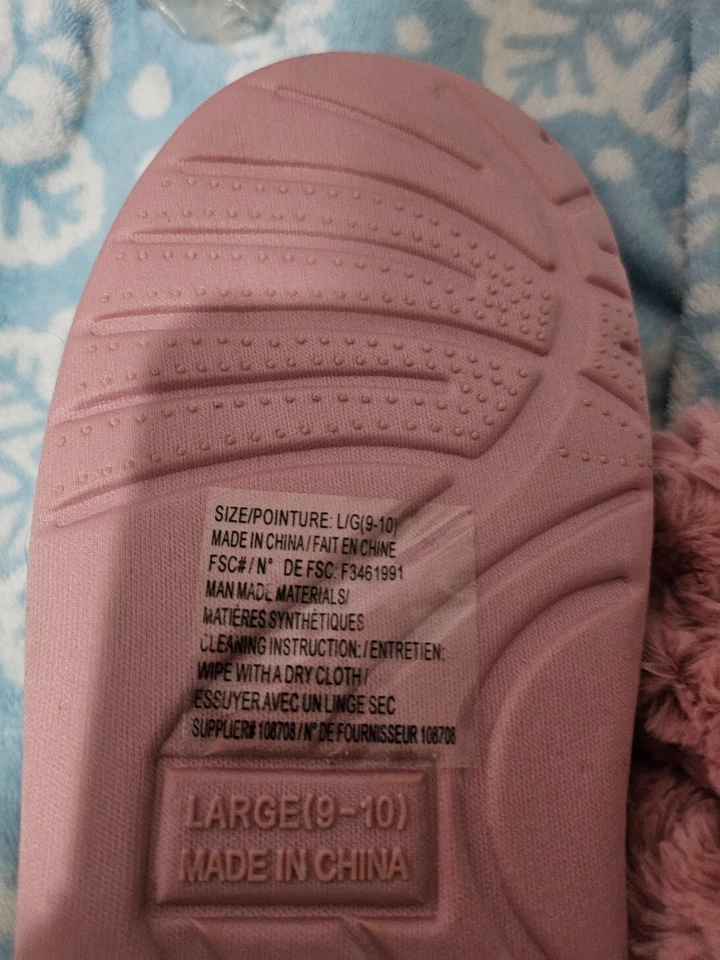 SIZE/POINTURE: L/G(9-10)
MADE IN CHINA / FAIT EN CHINE
FSC# / N° DE FSC: F3461991
MAN MADE MATERIALS/
MATIÈRES SYNTHÉTIQUES
CLEANING INSTRUCTION: / ENTRETIEN:
WIPE WITH A DRY CLOTH /
ESSUYER AVEC UN LINGE SEC
SUPPLIER# 108708 / N° DE FOURNISSEUR 108708
LARGE(9-10)
MADE IN CHINA